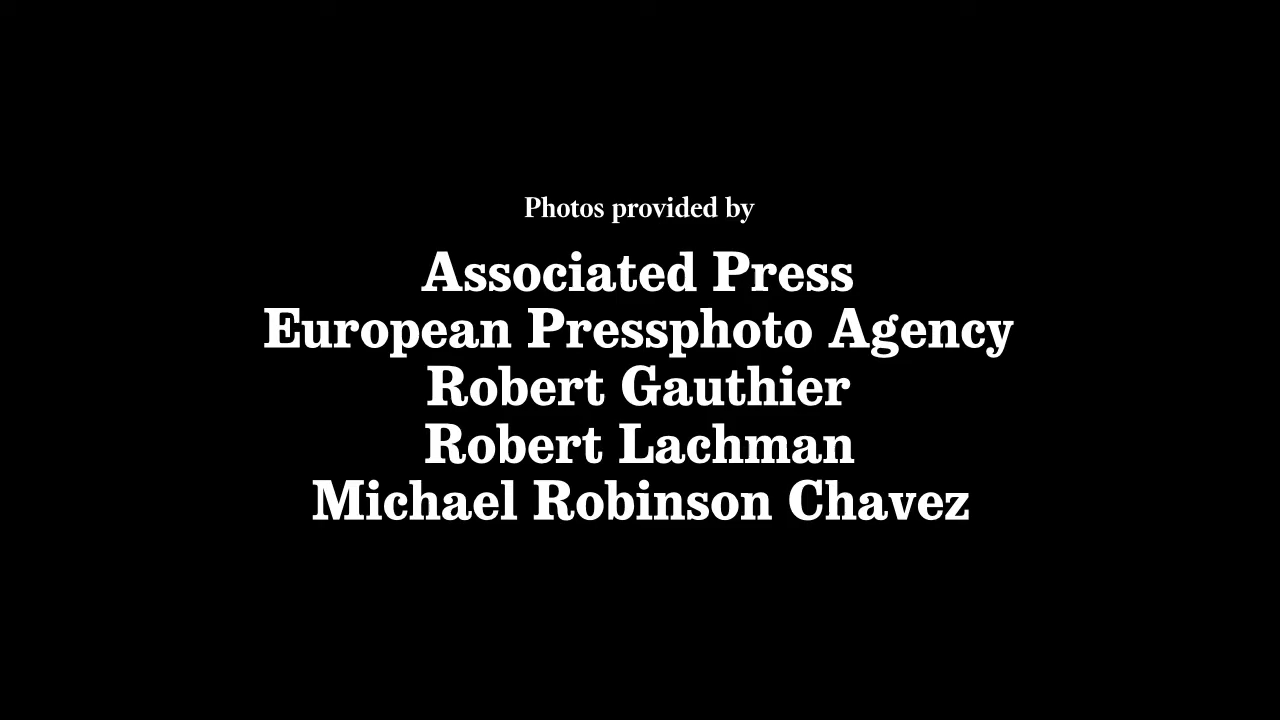 Photos provided by
Associated Press
European Pressphoto Agency
Robert Gauthier
Robert Lachman
Michael Robinson Chavez